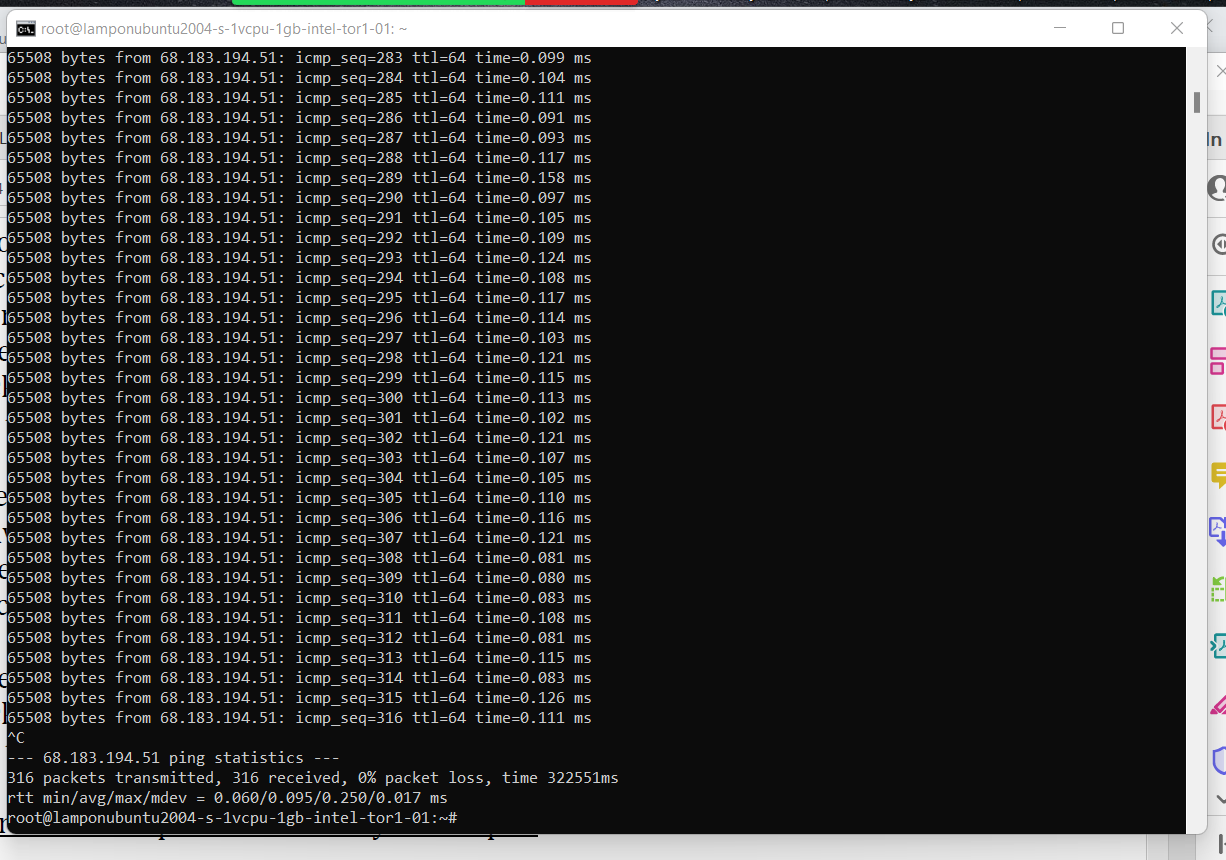 root@lamponubuntu2004-s-1vcpu-1gb-intel-tor1-01: ~
65508 bytes from 68.183.194.51: icmp_seq=283 ttl=64 time=0.099 ms
65508 bytes from 68.183.194.51: icmp_seq=284 ttl=64 time=0.104 ms
65508 bytes from 68.183.194.51: icmp_seq=285 ttl=64 time=0.111 ms
65508 bytes from 68.183.194.51: icmp_seq=286 ttl=64 time=0.091 ms
65508 bytes from 68.183.194.51: icmp_seq=287 ttl=64 time=0.093 ms
65508 bytes from 68.183.194.51: icmp_seq=288 ttl=64 time=0.117 ms
65508 bytes from 68.183.194.51: icmp_seq=289 ttl=64 time=0.158 ms
65508 bytes from 68.183.194.51: icmp_seq=290 ttl=64 time=0.097 ms
65508 bytes from 68.183.194.51: icmp_seq=291 ttl=64 time=0.105 ms
65508 bytes from 68.183.194.51: icmp_seq=292 ttl=64 time=0.109 ms
65508 bytes from 68.183.194.51: icmp_seq=293 ttl=64 time=0.124 ms
65508 bytes from 68.183.194.51: icmp_seq=294 ttl=64 time=0.108 ms
65508 bytes from 68.183.194.51: icmp_seq=295 ttl=64 time=0.117 ms
65508 bytes from 68.183.194.51: icmp_seq=296 ttl=64 time=0.114 ms
65508 bytes from 68.183.194.51: icmp_seq=297 ttl=64 time=0.103 ms
65508 bytes from 68.183.194.51: icmp_seq=298 ttl=64 time=0.121 ms
65508 bytes from 68.183.194.51: icmp_seq=299 ttl=64 time=0.115 ms
65508 bytes from 68.183.194.51: icmp_seq=300 ttl=64 time=0.113 ms
65508 bytes from 68.183.194.51: icmp_seq=301 ttl=64 time=0.102 ms
65508 bytes from 68.183.194.51: icmp_seq=302 ttl=64 time=0.121 ms
65508 bytes from 68.183.194.51: icmp_seq=303 ttl=64 time=0.107 ms
65508 bytes from 68.183.194.51: icmp_seq=304 ttl=64 time=0.105 ms
65508 bytes from 68.183.194.51: icmp_seq=305 ttl=64 time=0.110 ms
65508 bytes from 68.183.194.51: icmp_seq=306 ttl=64 time=0.116 ms
65508 bytes from 68.183.194.51: icmp_seq=307 ttl=64 time=0.121 ms
65508 bytes from 68.183.194.51: icmp_seq=308 ttl=64 time=0.081 ms
65508 bytes from 68.183.194.51: icmp_seq=309 ttl=64 time=0.080 ms
65508 bytes from 68.183.194.51: icmp_seq=310 ttl=64 time=0.083 ms
65508 bytes from 68.183.194.51: icmp_seq=311 ttl=64 time=0.108 ms
65508 bytes from 68.183.194.51: icmp_seq=312 ttl=64 time=0.081 ms
65508 bytes from 68.183.194.51: icmp_seq=313 ttl=64 time=0.115 ms
65508 bytes from 68.183.194.51: icmp_seq=314 ttl=64 time=0.083 ms
65508 bytes from 68.183.194.51: icmp_seq=315 ttl=64 time=0.126 ms
65508 bytes from 68.183.194.51: icmp_seq=316 ttl=64 time=0.111 ms
^C
--- 68.183.194.51 ping statistics ---
316 packets transmitted, 316 received, 0% packet loss, time 322551ms
rtt min/avg/max/mdev = 0.060/0.095/0.250/0.017 ms
root@lamponubuntu2004-s-1vcpu-1gb-intel-tor1-01:~#